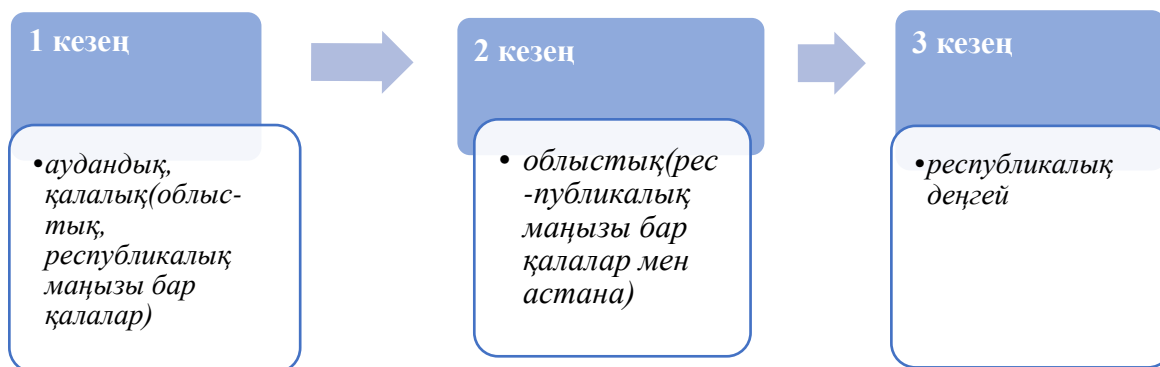 1 кезең
•аудандық,
қалалық(облыс-
тық,
республикалық
маңызы бар
қалалар)
2 кезең
• облыстық(рес
-публикалық
маңызы бар
қалалар мен
астана)
3 кезең
•республикалық
деңгей